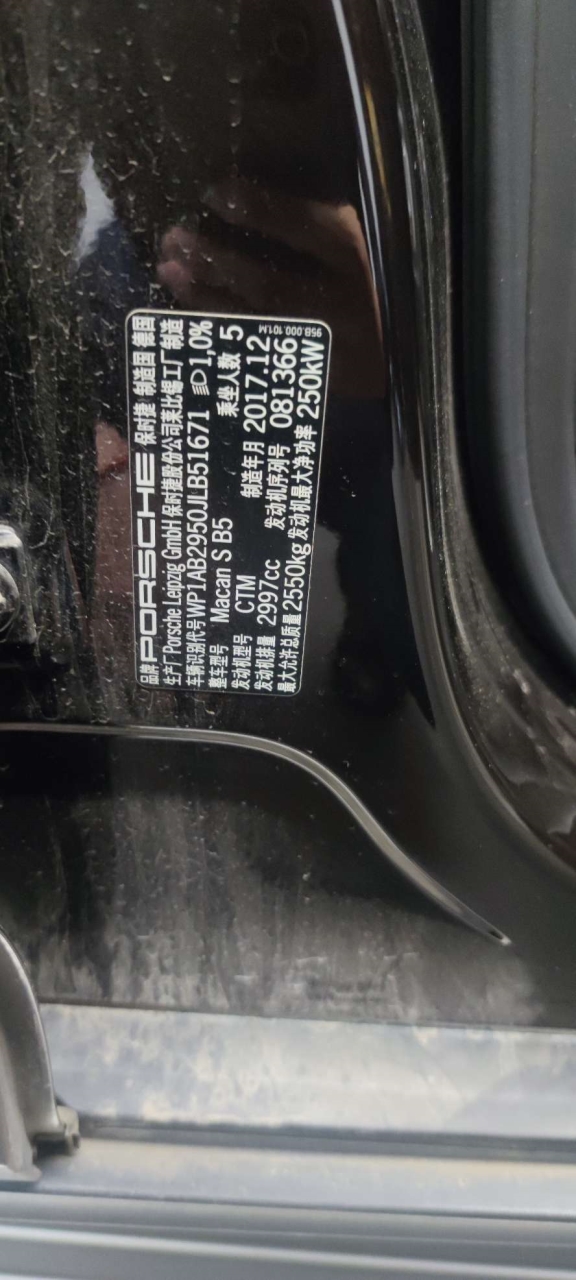 品牌 PORSCHE 保时捷 制造国 德国
生产厂 Porsche Leipzig GmbH 保时捷股份公司莱比锡工厂制造
车辆识别代号 WP1AB2950JLB51671 1,0%
整车型号 Macan S B5 乘坐人数 5
发动机型号 CTM 制造年月 2017.12
发动机排量 2997cc 发动机序列号 081366
最大允许总质量 2550kg 发动机最大净功率 250kW
95B.000.101.M